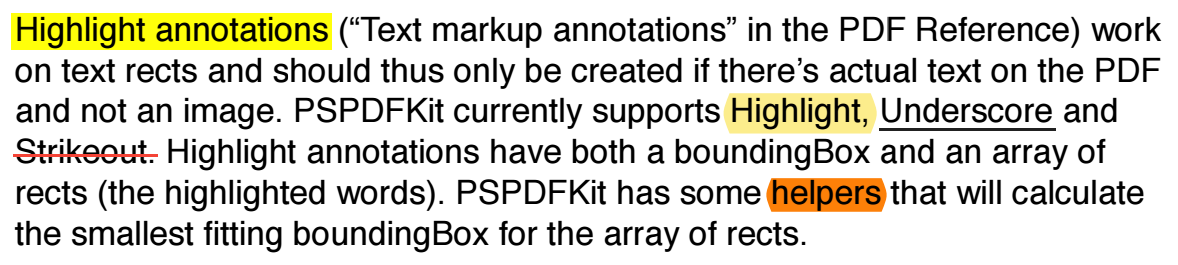 Highlight annotations (“Text markup annotations” in the PDF Reference) work
on text rects and should thus only be created if there’s actual text on the PDF
and not an image. PSPDFKit currently supports Highlight, Underscore and
Strikeout. Highlight annotations have both a boundingBox and an array of
rects (the highlighted words). PSPDFKit has some helpers that will calculate
the smallest fitting boundingBox for the array of rects.